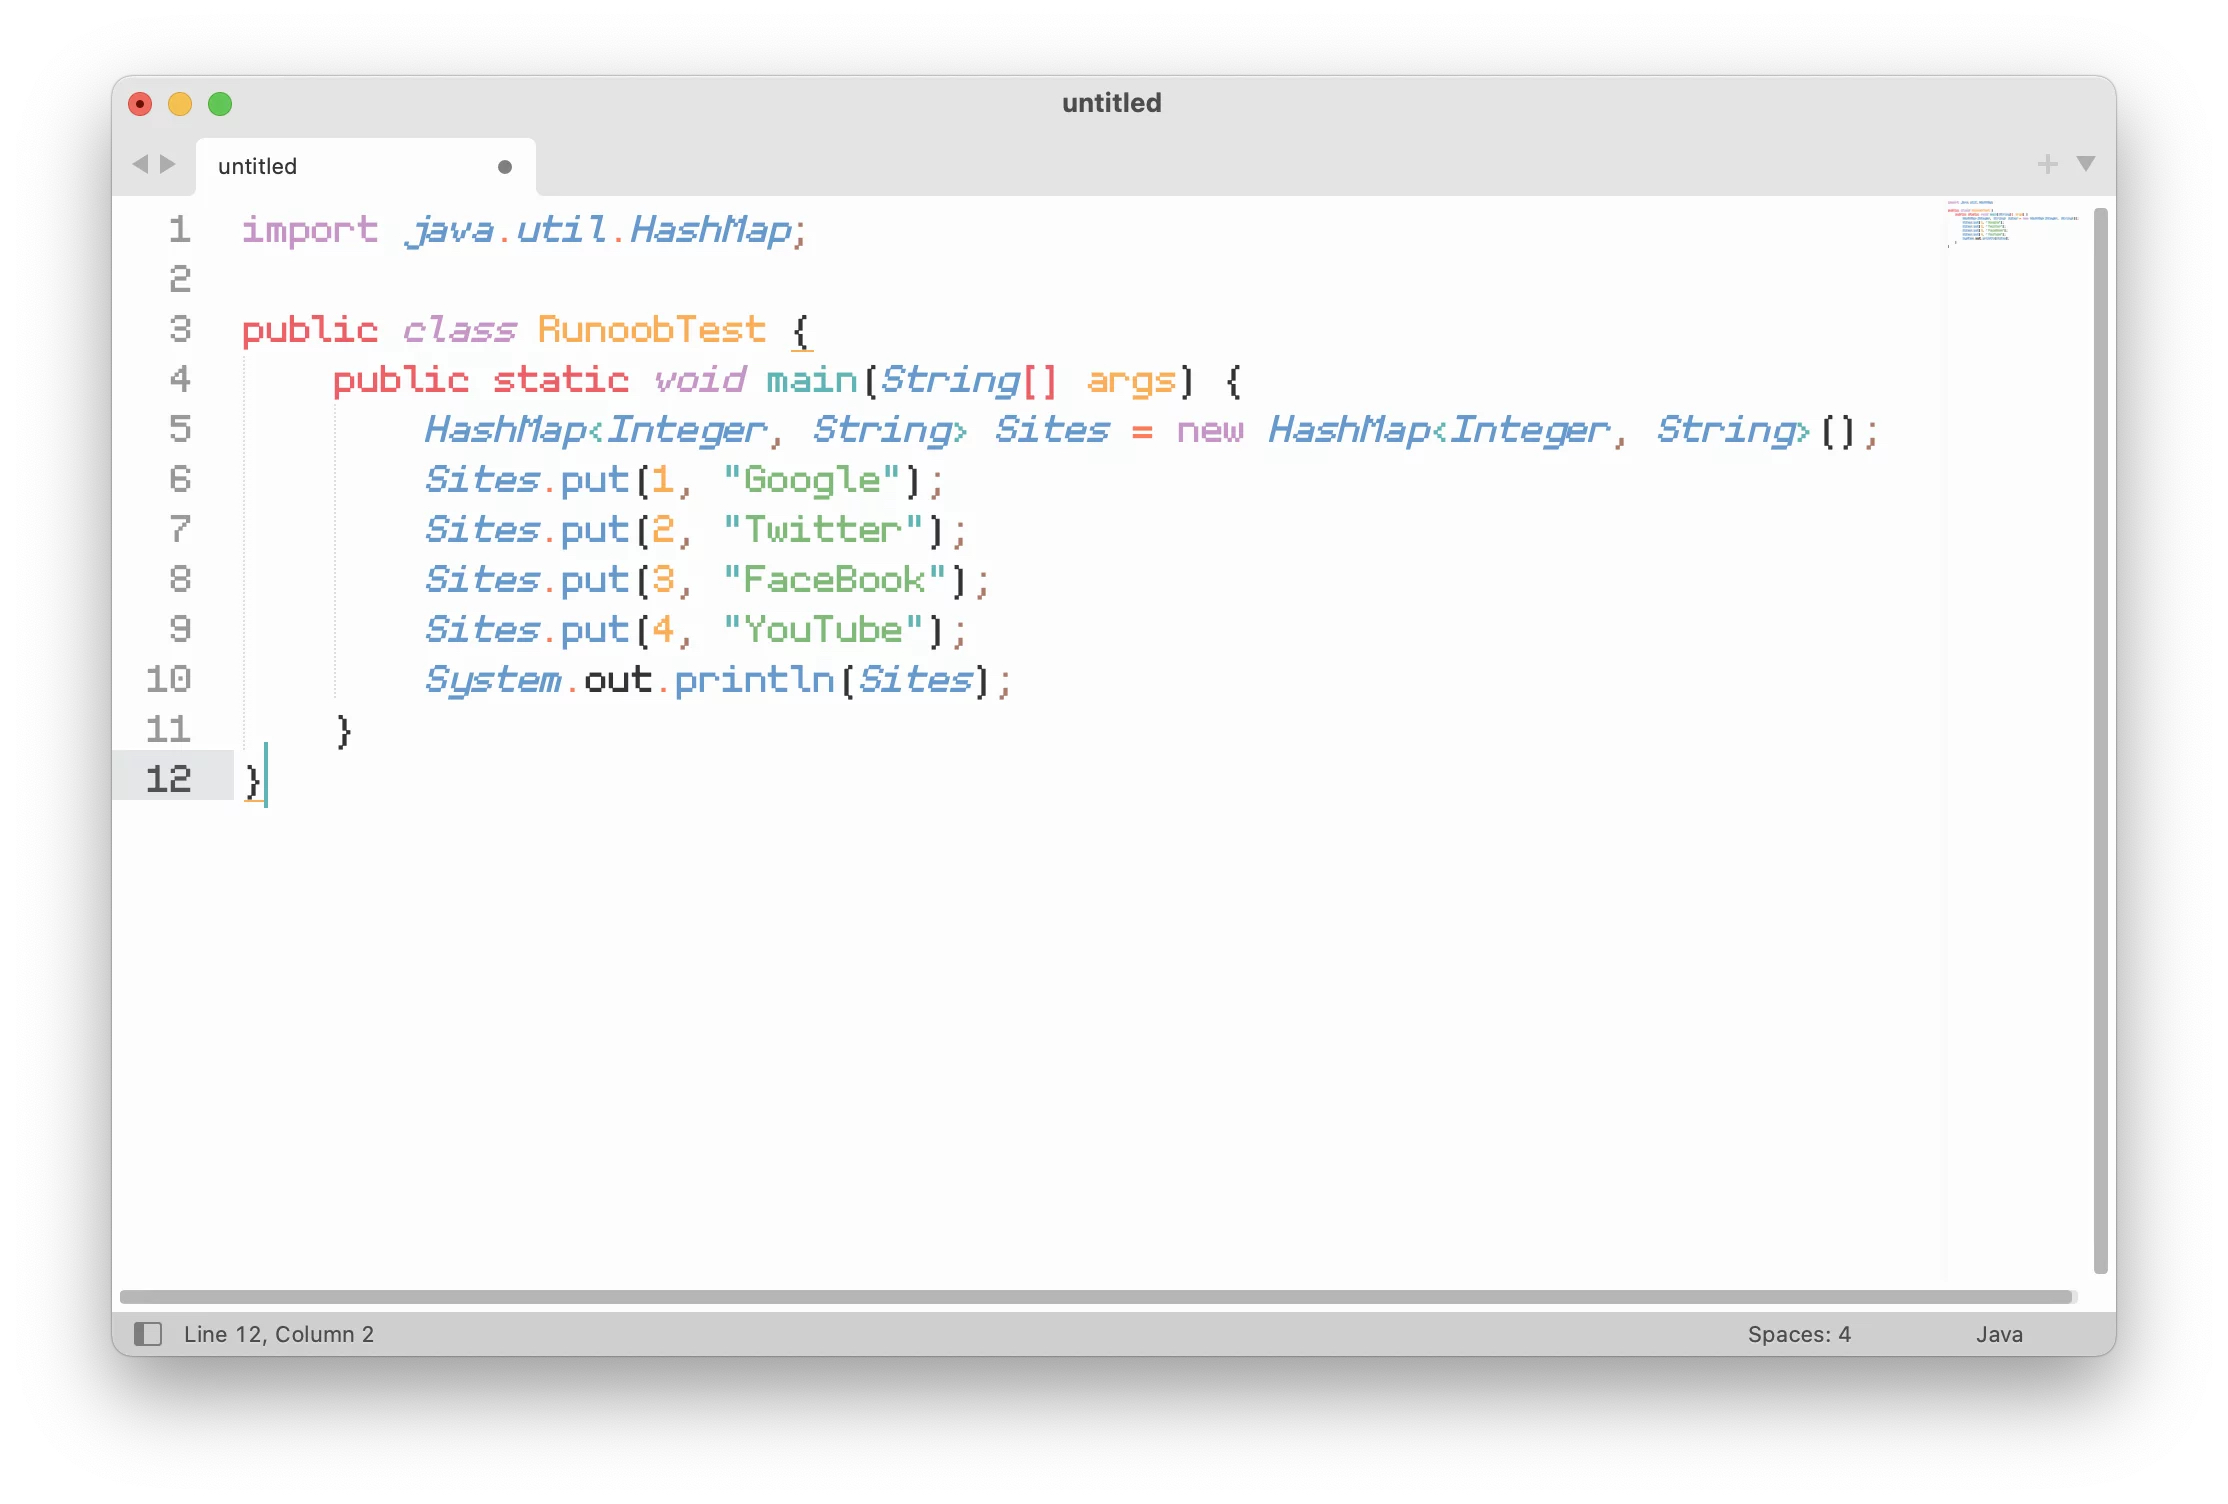 untitled
untitled
1 import java.util.HashMap;
2
3 public class RunoobTest {
4     public static void main(String[] args) {
5         HashMap<Integer, String> Sites = new HashMap<Integer, String>();
6         Sites.put(1, "Google");
7         Sites.put(2, "Twitter");
8         Sites.put(3, "FaceBook");
9         Sites.put(4, "YouTube");
10         System.out.println(Sites);
11     }
12 }
Line 12, Column 2 Spaces: 4 Java